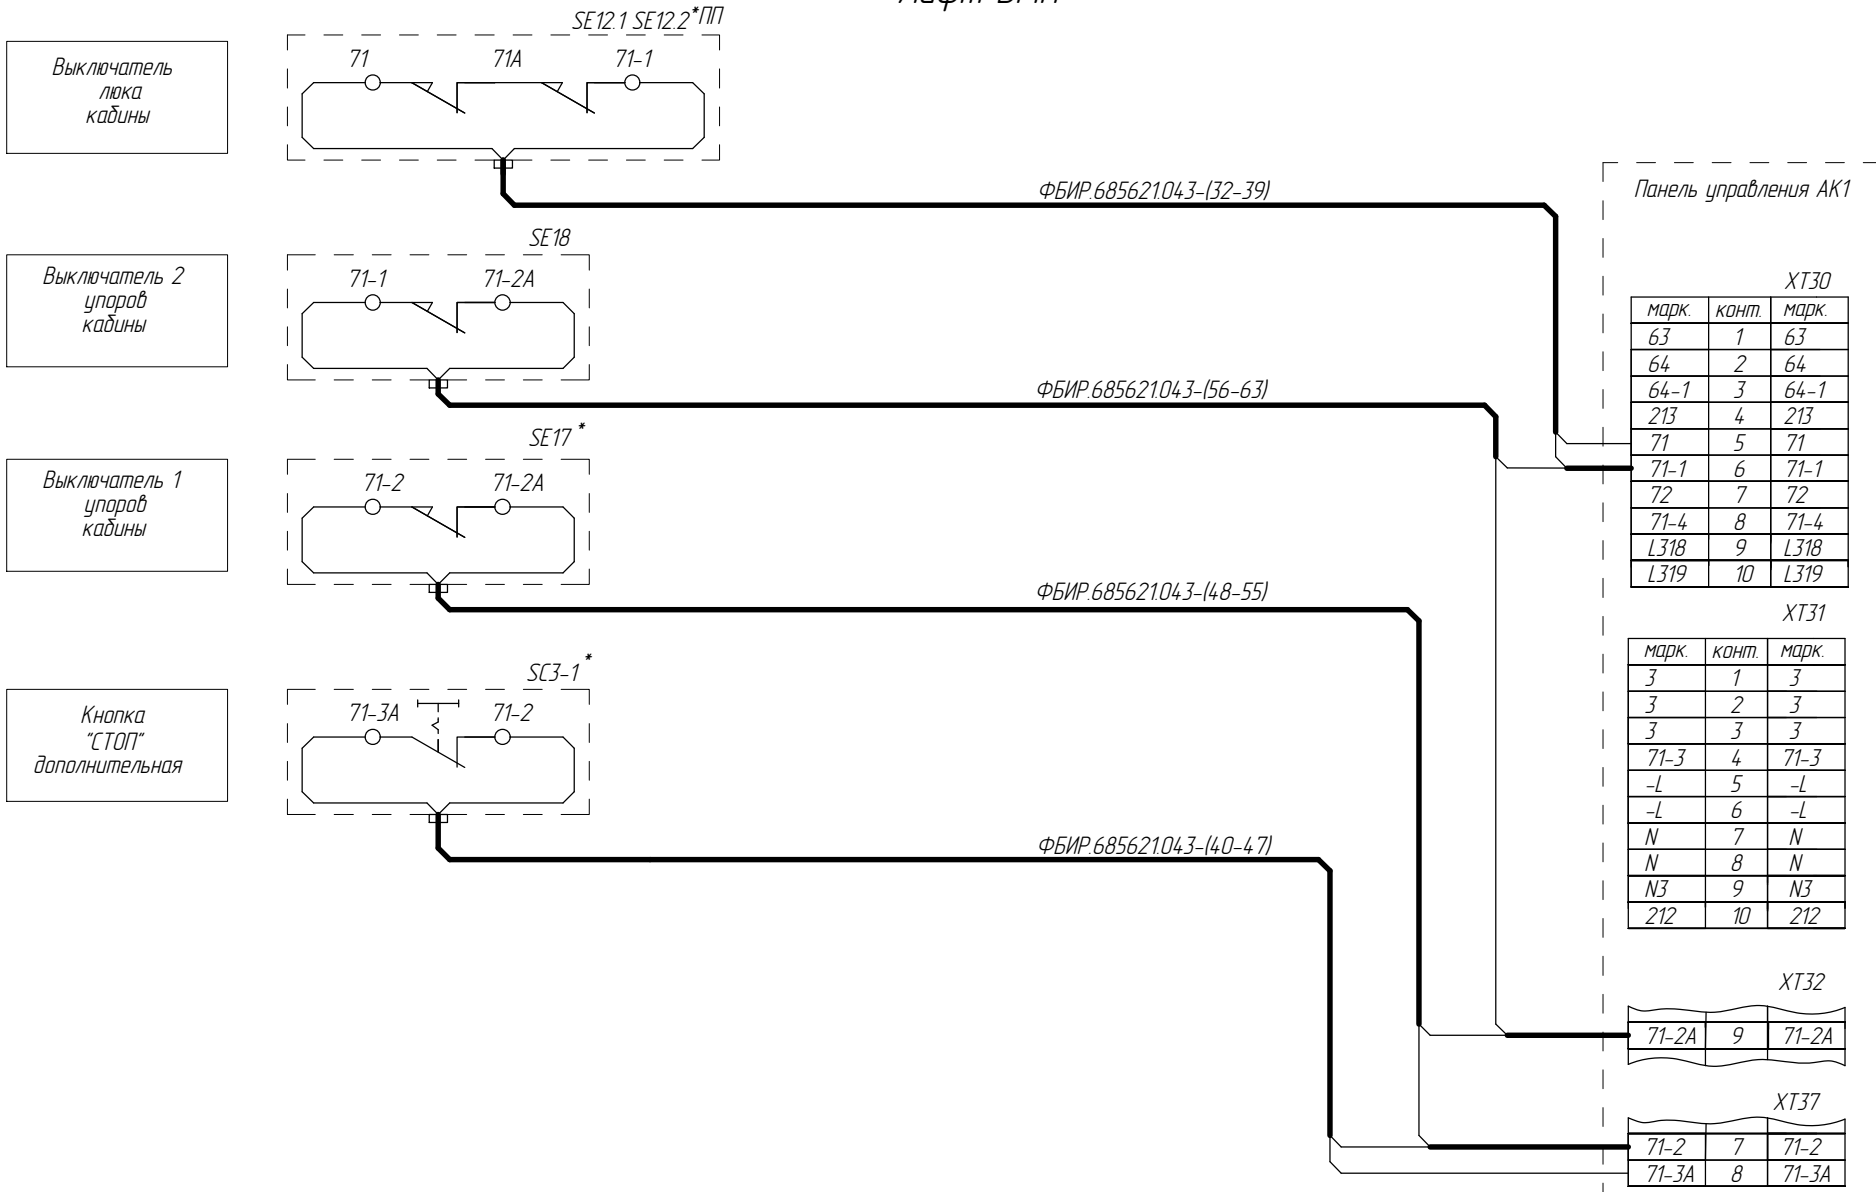 SE12.1 SE12.2*ПП
Выключатель
люка
кабины
71 71А 71-1
ФБИР.685621.043-(32-39)
Панель управления АК1
SE18
Выключатель 2
упоров
кабины
71-1 71-2А
ФБИР.685621.043-(56-63)
SE17*
Выключатель 1
упоров
кабины
71-2 71-2А
ФБИР.685621.043-(48-55)
SC3-1*
Кнопка
"СТОП"
дополнительная
71-3А 71-2
ФБИР.685621.043-(40-47)
XT30
марк. конт. марк.
63 1 63
64 2 64
64-1 3 64-1
213 4 213
71 5 71
71-1 6 71-1
72 7 72
71-4 8 71-4
L318 9 L318
L319 10 L319
XT31
марк. конт. марк.
3 1 3
3 2 3
3 3 3
71-3 4 71-3
-L 5 -L
-L 6 -L
N 7 N
N 8 N
N3 9 N3
212 10 212
XT32
71-2А 9 71-2А
XT37
71-2 7 71-2
71-3А 8 71-3А